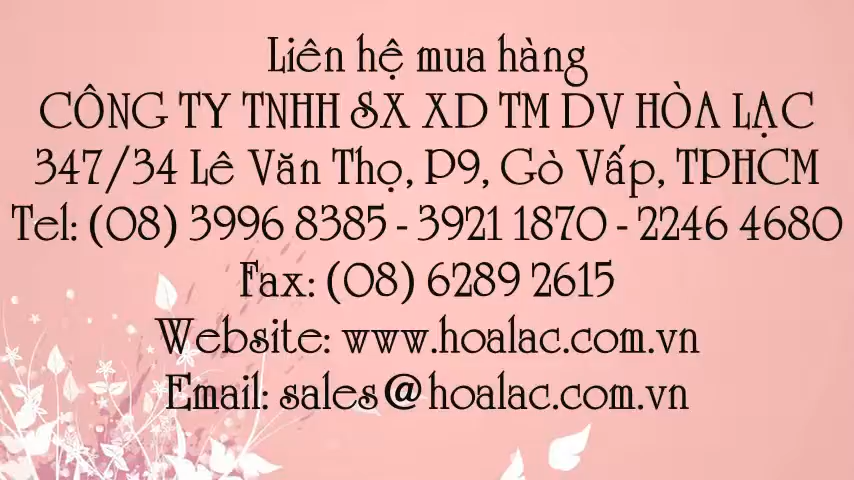 Liên hệ mua hàng
CÔNG TY TNHH SX XD TM DV HÒA LẠC
347/34 Lê Văn Thọ, P9, Gò Vấp, TPHCM
Tel: (08) 3996 8385 - 3921 1870 - 2246 4680
Fax: (08) 6289 2615
Website: www.hoalac.com.vn
Email: sales@hoalac.com.vn